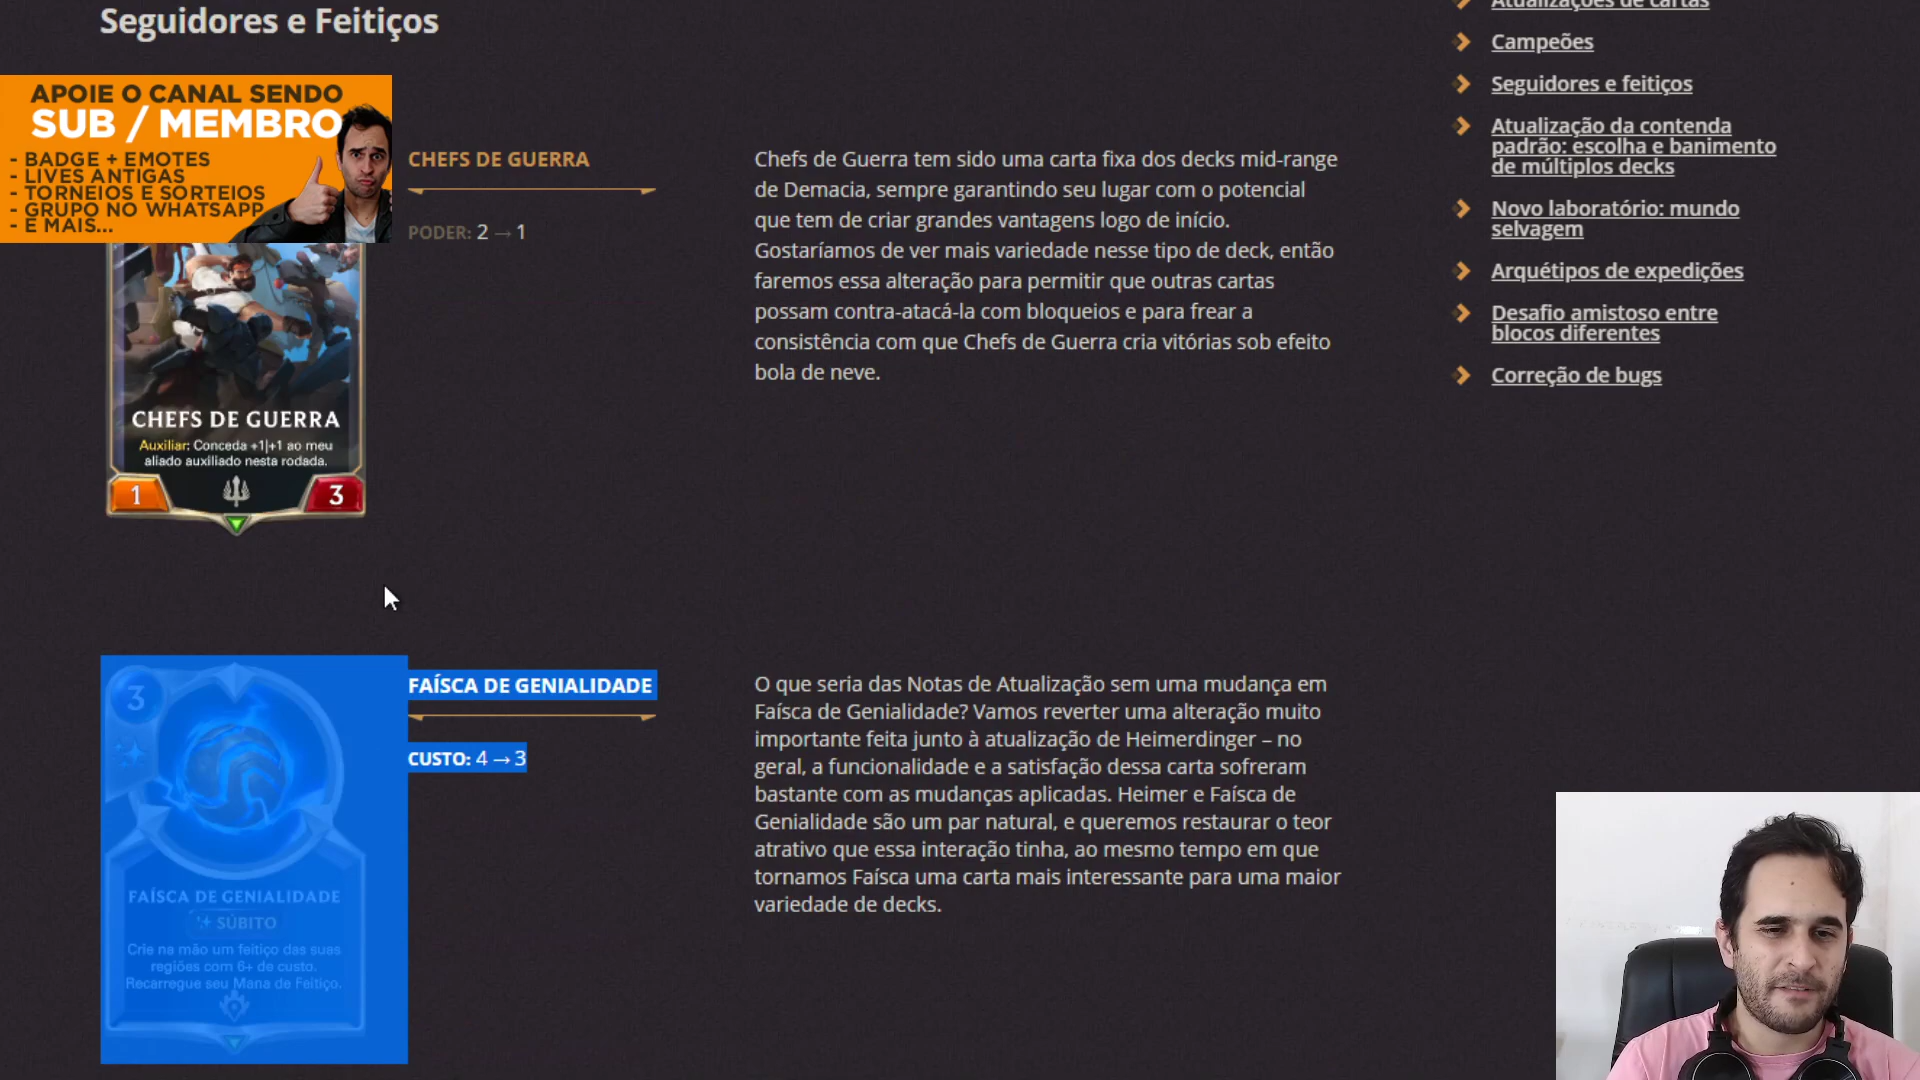 Seguidores e Feitiços
APOIE O CANAL SENDO
SUB / MEMBRO
- BADGE + EMOTES
- LIVES ANTIGAS
- TORNEIOS E SORTEIOS
- GRUPO NO WHATSAPP
- E MAIS...
CHEFS DE GUERRA
Auxiliar: Conceda +1|+1 ao meu
aliado auxiliado nesta rodada.
1
3
CHEFS DE GUERRA
PODER: 2 → 1
Chefs de Guerra tem sido uma carta fixa dos decks mid-range
de Demacia, sempre garantindo seu lugar com o potencial
que tem de criar grandes vantagens logo de início.
Gostaríamos de ver mais variedade nesse tipo de deck, então
faremos essa alteração para permitir que outras cartas
possam contra-atacá-la com bloqueios e para frear a
consistência com que Chefs de Guerra cria vitórias sob efeito
bola de neve.
3
FAÍSCA DE GENIALIDADE
SÚBITO
Crie na mão um feitiço das suas
regiões com 6+ de custo.
Recarregue seu Mana de Feitiço.
FAÍSCA DE GENIALIDADE
CUSTO: 4 → 3
O que seria das Notas de Atualização sem uma mudança em
Faísca de Genialidade? Vamos reverter uma alteração muito
importante feita junto à atualização de Heimerdinger – no
geral, a funcionalidade e a satisfação dessa carta sofreram
bastante com as mudanças aplicadas. Heimer e Faísca de
Genialidade são um par natural, e queremos restaurar o teor
atrativo que essa interação tinha, ao mesmo tempo em que
tornamos Faísca uma carta mais interessante para uma maior
variedade de decks.
Atualizações de cartas
Campeões
Seguidores e feitiços
Atualização da contenda
padrão: escolha e banimento
de múltiplos decks
Novo laboratório: mundo
selvagem
Arquétipos de expedições
Desafio amistoso entre
blocos diferentes
Correção de bugs